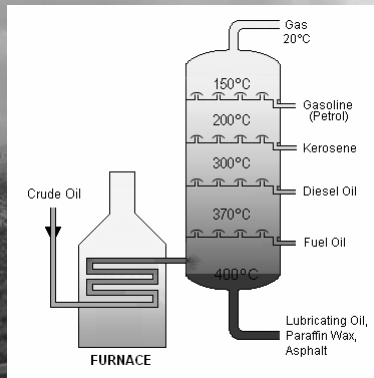 Gas
20°C
150°C
Gasoline
(Petrol)
200°C
Kerosene
300°C
Crude Oil
Diesel Oil
370°C
Fuel Oil
400°C
Lubricating Oil,
Paraffin Wax,
Asphalt
FURNACE